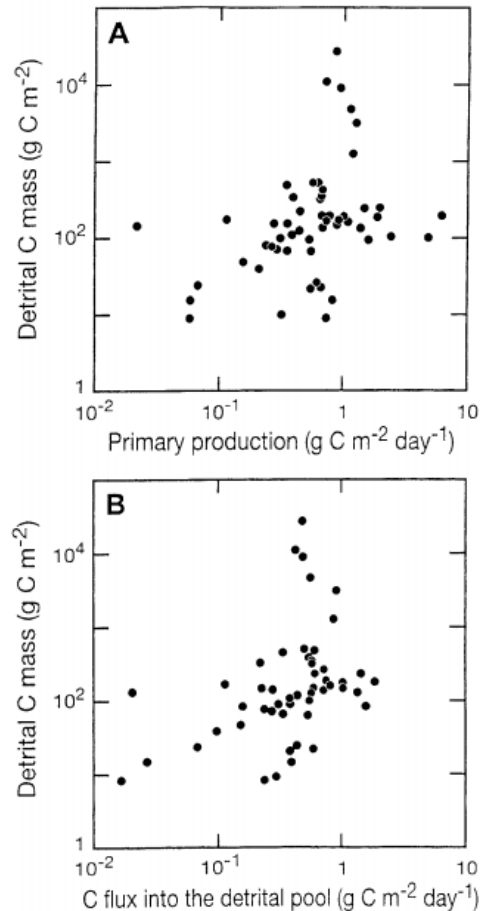 A
Detrital C mass (g C m⁻²)
10⁴
10²
1
10⁻²
10⁻¹
1
10
Primary production (g C m⁻² day⁻¹)
B
Detrital C mass (g C m⁻²)
10⁴
10²
1
10⁻²
10⁻¹
1
10
C flux into the detrital pool (g C m⁻² day⁻¹)